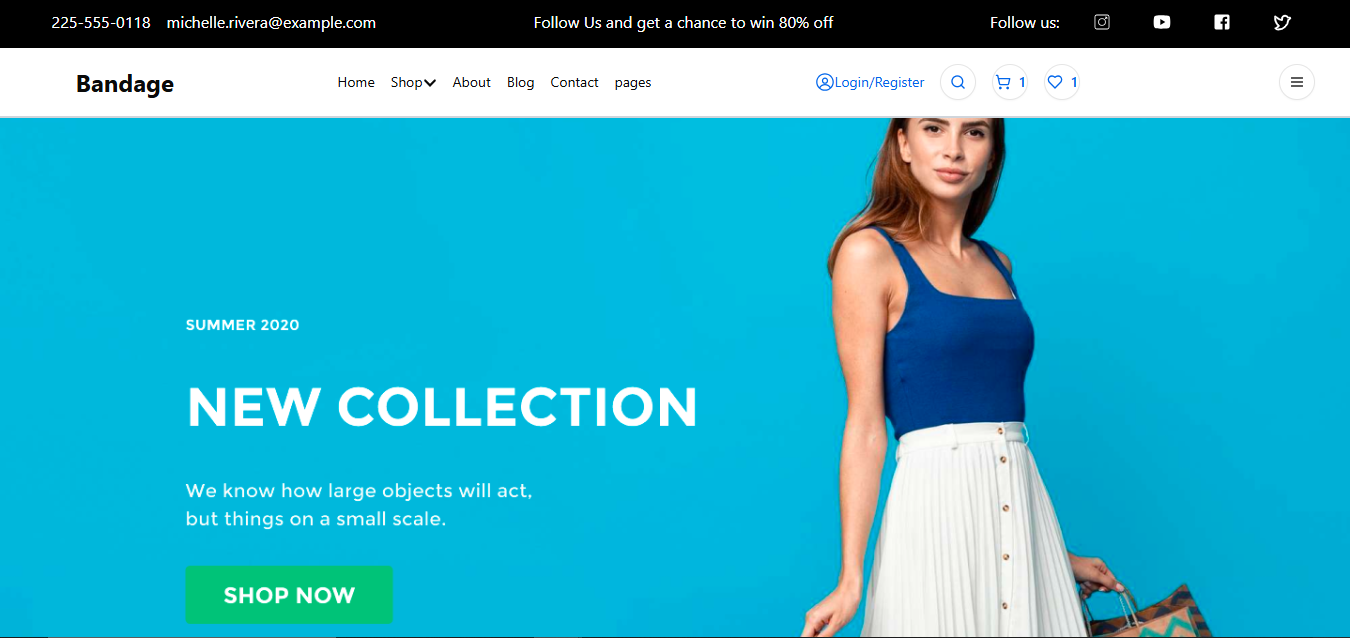 225-555-0118 michelle.rivera@example.com Follow Us and get a chance to win 80% off Follow us:
Bandage Home Shop About Blog Contact pages Login/Register 1 1
SUMMER 2020
NEW COLLECTION
We know how large objects will act,
but things on a small scale.
SHOP NOW